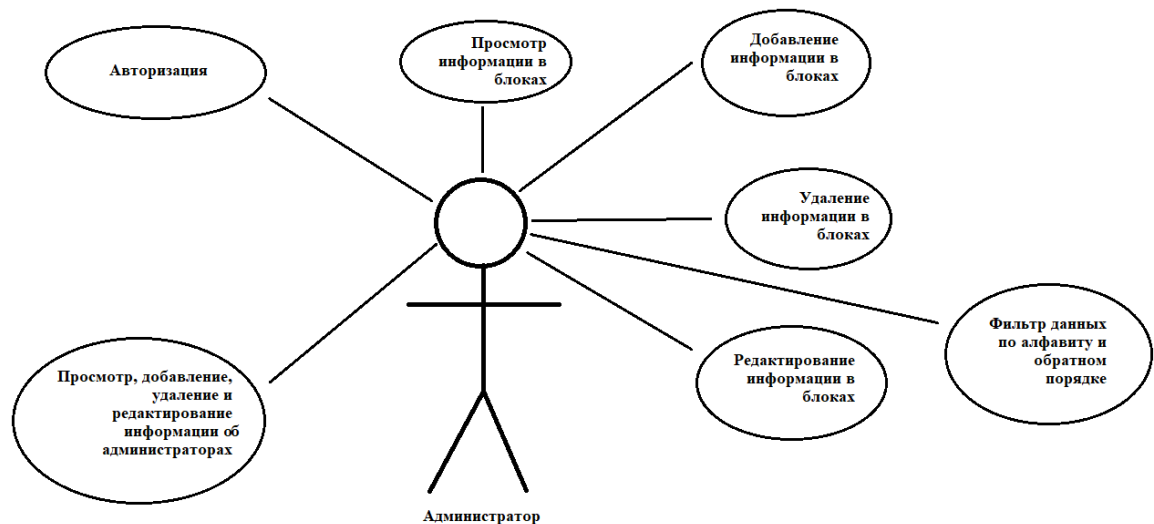 Авторизация
Просмотр
информации в
блоках
Добавление
информации в
блоках
Удаление
информации в
блоках
Фильтр данных
по алфавиту и
обратном
порядке
Редактирование
информации в
блоках
Просмотр, добавление,
удаление и
редактирование
информации об
администраторах
Администратор